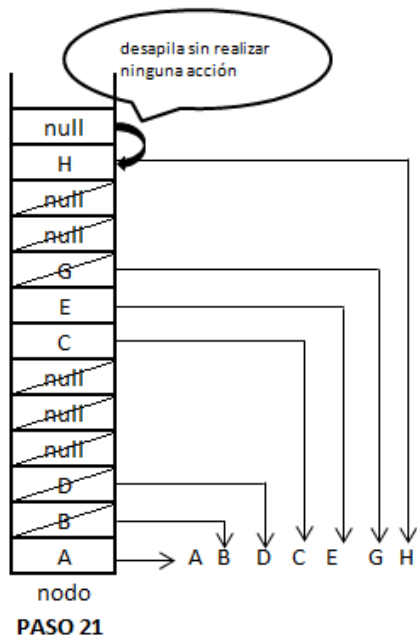 desapila sin realizar
ninguna acción
null
H
null
null
G
E
C
null
null
null
D
B
A
A B D C E G H
nodo
PASO 21